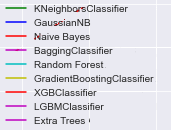 KNeighborsClassifier
GaussianNB
Naive Bayes
BaggingClassifier
Random Forest
GradientBoostingClassifier
XGBClassifier
LGBMClassifier
Extra Trees